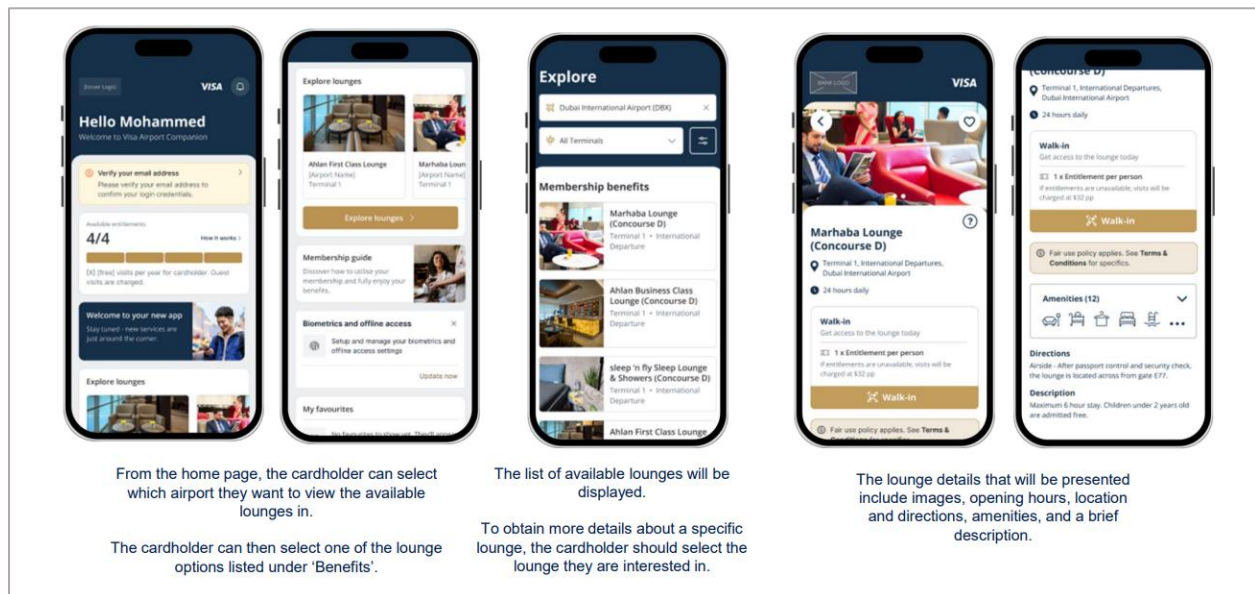 [Issuer Logo]
VISA
Hello Mohammed
Welcome to Visa Airport Companion
Verify your email address
Please verify your email address to
confirm your login credentials.
Available entitlements
4/4
How it works >
[X] [free] visits per year for cardholder. Guest
visits are charged.
Welcome to your new app
Stay tuned - new services are
just around the corner.
Explore lounges
Explore lounges
Ahlan First Class Lounge
[Airport Name]
Terminal 1
Marhaba Loun
[Airport Name]
Terminal 1
Explore lounges >
Membership guide
Discover how to utilise your
membership and fully enjoy your
benefits.
Biometrics and offline access
Setup and manage your biometrics and
offline access settings
Update now
My favourites
No favourites to show yet. They'll appear
From the home page, the cardholder can select
which airport they want to view the available
lounges in.
The cardholder can then select one of the lounge
options listed under ‘Benefits’.
Explore
Dubai International Airport (DBX)
All Terminals
Membership benefits
Marhaba Lounge
(Concourse D)
Terminal 1 • International
Departure
Ahlan Business Class
Lounge (Concourse D)
Terminal 1 • International
Departure
sleep 'n fly Sleep Lounge
& Showers (Concourse D)
Terminal 1 • International
Departure
Ahlan First Class Lounge
The list of available lounges will be
displayed.
To obtain more details about a specific
lounge, the cardholder should select the
lounge they are interested in.
BANK LOGO
VISA
Marhaba Lounge
(Concourse D)
Terminal 1, International Departures,
Dubai International Airport
24 hours daily
Walk-in
Get access to the lounge today
1 x Entitlement per person
If entitlements are unavailable, visits will be
charged at $32 pp
Walk-in
Fair use policy applies. See Terms &
Conditions for specifics.
(Concourse D)
Terminal 1, International Departures,
Dubai International Airport
24 hours daily
Walk-in
Get access to the lounge today
1 x Entitlement per person
If entitlements are unavailable, visits will be
charged at $32 pp
Walk-in
Fair use policy applies. See Terms &
Conditions for specifics.
Amenities (12)
Directions
Airside - After passport control and security check,
the lounge is located across from gate E77.
Description
Maximum 6 hour stay. Children under 2 years old
are admitted free.
The lounge details that will be presented
include images, opening hours, location
and directions, amenities, and a brief
description.